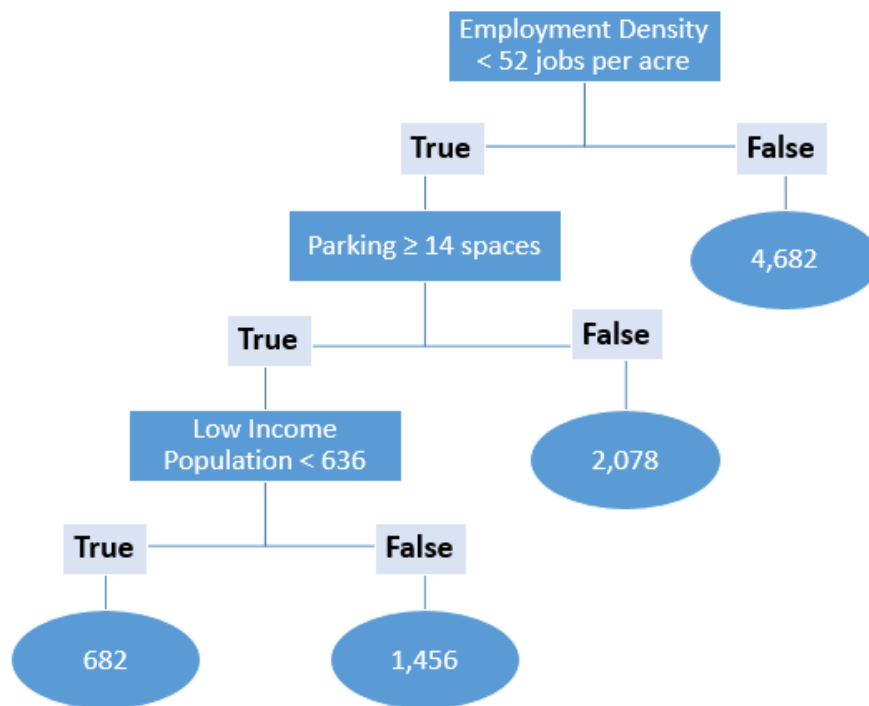 Employment Density
< 52 jobs per acre
True
False
Parking ≥ 14 spaces
4,682
True
False
Low Income
Population < 636
2,078
True
False
682
1,456